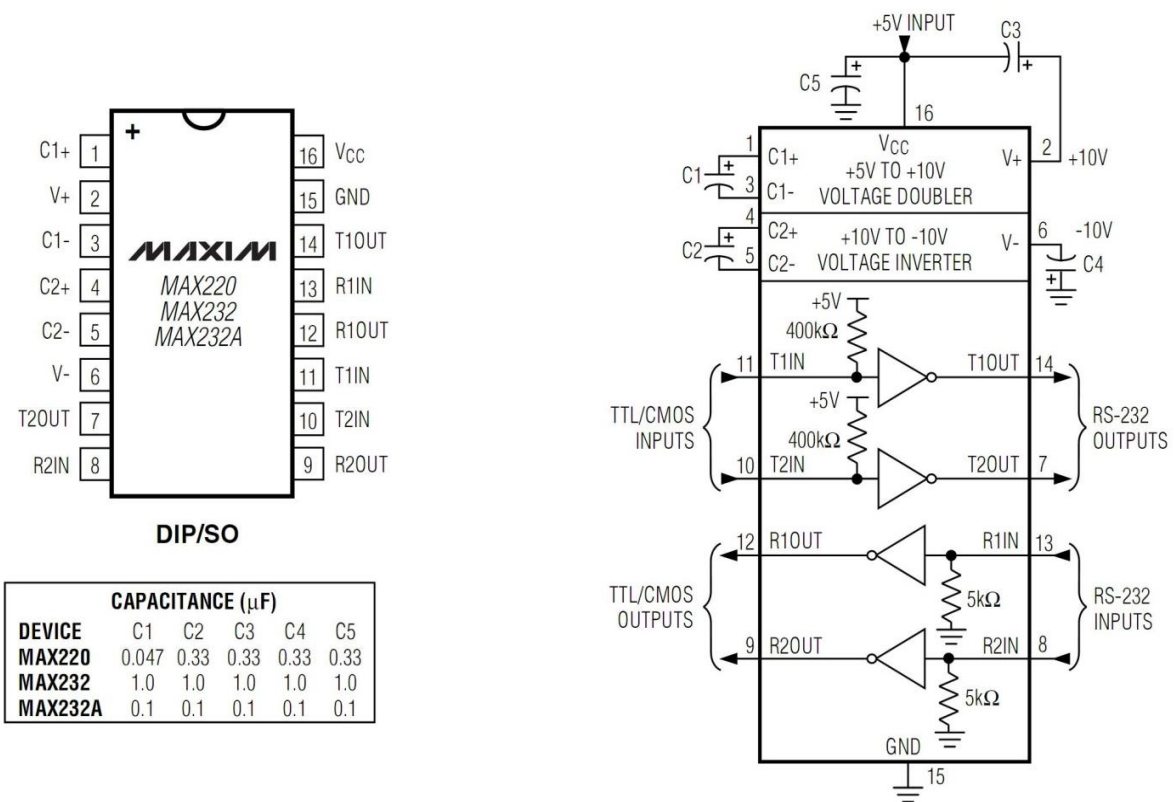 +
C1+ 1
V+ 2
C1- 3
C2+ 4
C2- 5
V- 6
T2OUT 7
R2IN 8
16 VCC
15 GND
14 T1OUT
13 R1IN
12 R1OUT
11 T1IN
10 T2IN
9 R2OUT
MAXIM
MAX220
MAX232
MAX232A
DIP/SO
CAPACITANCE (μF)
DEVICE C1 C2 C3 C4 C5
MAX220 0.047 0.33 0.33 0.33 0.33
MAX232 1.0 1.0 1.0 1.0 1.0
MAX232A 0.1 0.1 0.1 0.1 0.1
+5V INPUT
C3
+
C5
+
16
VCC
1
C1+
C1
+
3
C1-
+5V TO +10V
VOLTAGE DOUBLER
V+
2
+10V
4
C2+
C2
+
5
C2-
+10V TO -10V
VOLTAGE INVERTER
V-
6
-10V
C4
+
+5V
400kΩ
11 T1IN
T1OUT 14
+5V
400kΩ
10 T2IN
T2OUT 7
TTL/CMOS
INPUTS
RS-232
OUTPUTS
12 R1OUT
R1IN 13
5kΩ
9 R2OUT
R2IN 8
5kΩ
TTL/CMOS
OUTPUTS
RS-232
INPUTS
GND
15